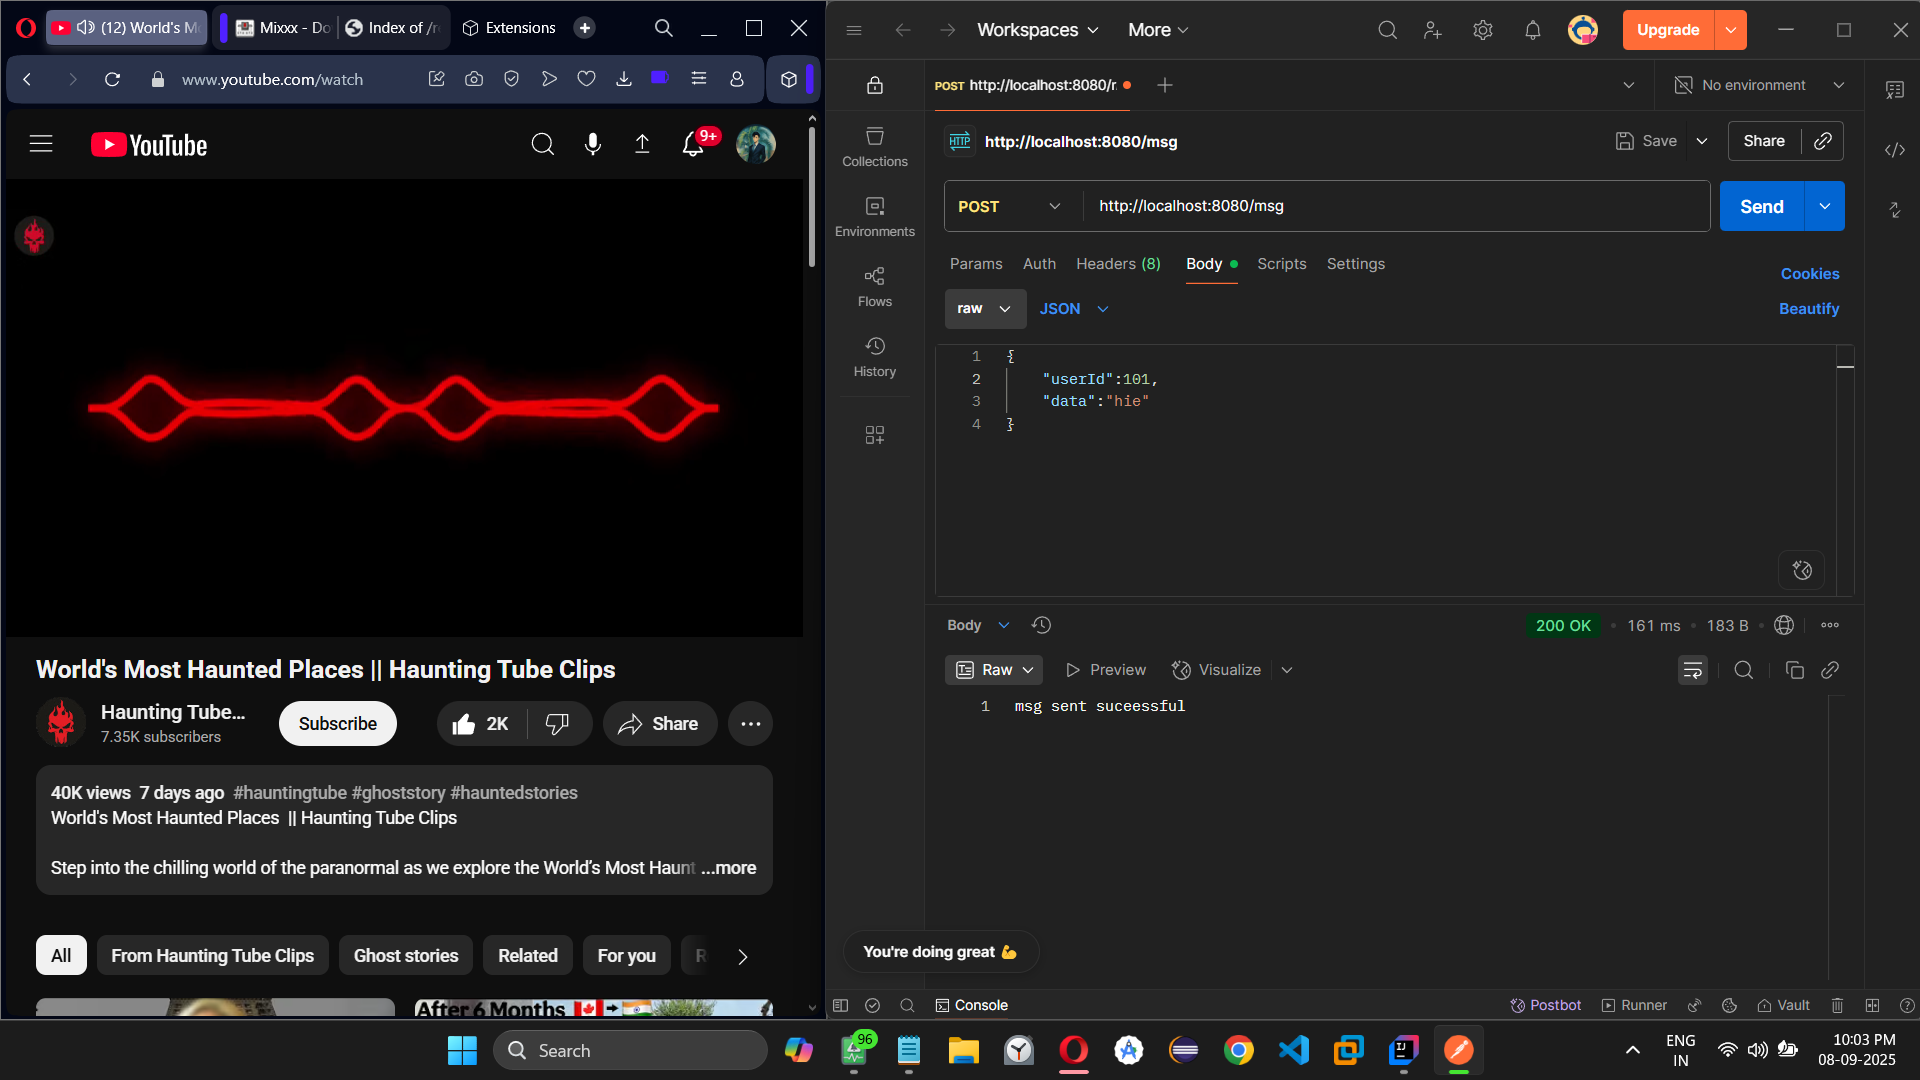 (12) World's Mo
Mixxx - Do
Index of /r
Extensions
www.youtube.com/watch
YouTube
9+
World's Most Haunted Places || Haunting Tube Clips
Haunting Tube...
7.35K subscribers
Subscribe
2K
Share
40K views 7 days ago #hauntingtube #ghoststory #hauntedstories
World's Most Haunted Places || Haunting Tube Clips
Step into the chilling world of the paranormal as we explore the World's Most Haunt ...more
All
From Haunting Tube Clips
Ghost stories
Related
For you
After 6 Months
Workspaces
More
Upgrade
POST http://localhost:8080/r
No environment
HTTP
http://localhost:8080/msg
Save
Share
Collections
Environments
Flows
History
POST
http://localhost:8080/msg
Send
Params
Auth
Headers (8)
Body
Scripts
Settings
Cookies
raw
JSON
Beautify
1 {
2 "userId":101,
3 "data":"hie"
4 }
Body
200 OK
161 ms
183 B
Raw
Preview
Visualize
1 msg sent suceessful
You're doing great 💪
Console
Postbot
Runner
Vault
Search
96
IJ
ENG
IN
10:03 PM
08-09-2025